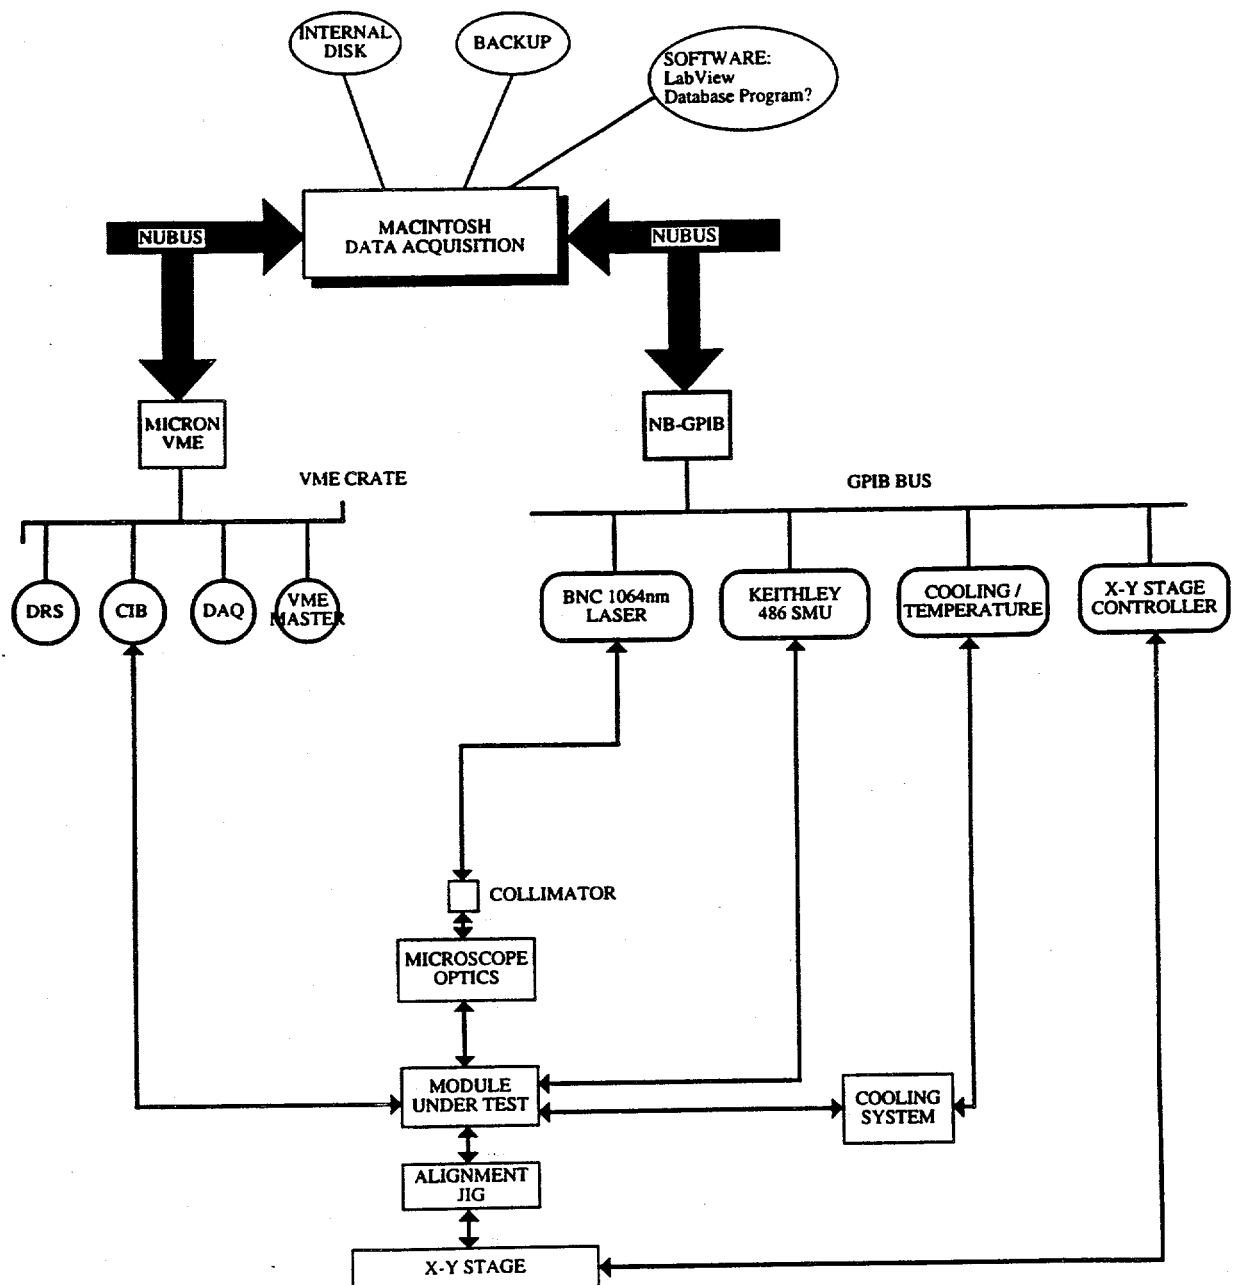 INTERNAL
DISK
BACKUP
SOFTWARE:
LabView
Database Program?
MACINTOSH
DATA ACQUISITION
NUBUS
NUBUS
MICRON
VME
NB-GPIB
VME CRATE
GPIB BUS
DRS
CIB
DAQ
VME
MASTER
BNC 1064nm
LASER
KEITHLEY
486 SMU
COOLING /
TEMPERATURE
X-Y STAGE
CONTROLLER
COLLIMATOR
MICROSCOPE
OPTICS
MODULE
UNDER TEST
COOLING
SYSTEM
ALIGNMENT
JIG
X-Y STAGE